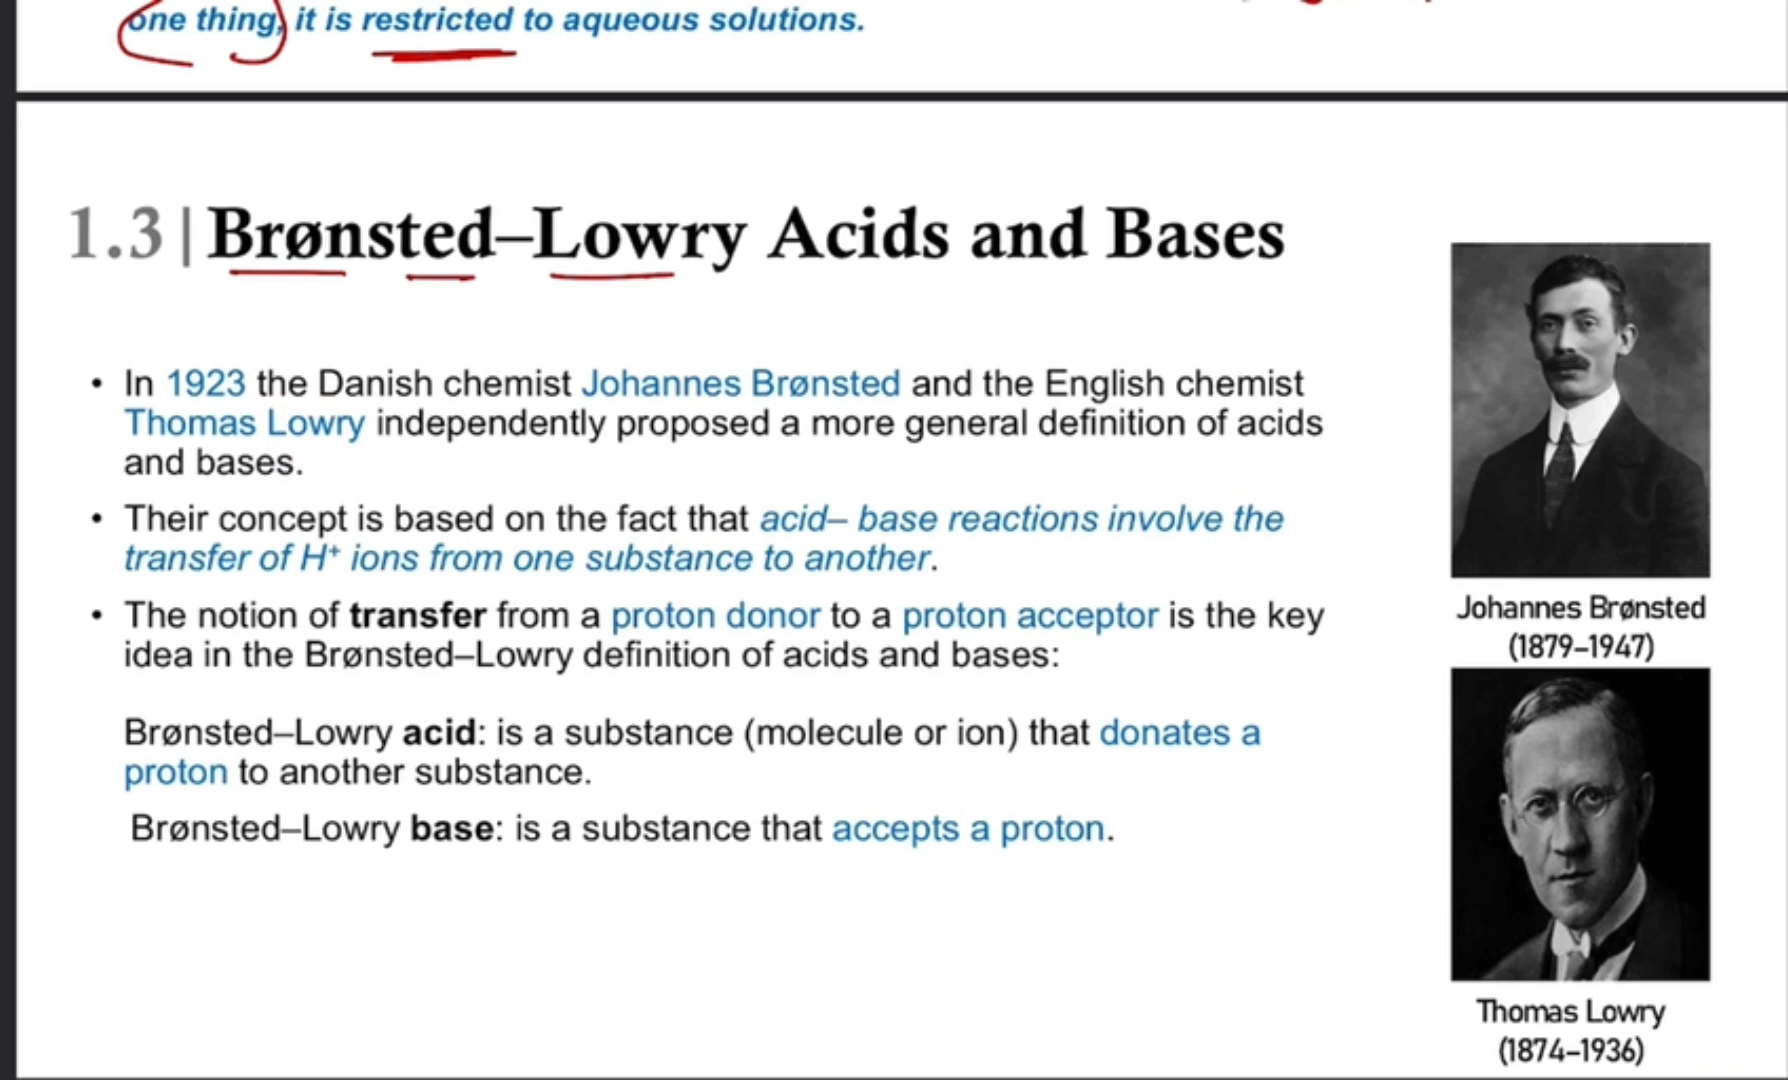 one thing, it is restricted to aqueous solutions.
1.3 | Brønsted–Lowry Acids and Bases
• In 1923 the Danish chemist Johannes Brønsted and the English chemist
Thomas Lowry independently proposed a more general definition of acids
and bases.
• Their concept is based on the fact that acid– base reactions involve the
transfer of H⁺ ions from one substance to another.
• The notion of transfer from a proton donor to a proton acceptor is the key
idea in the Brønsted–Lowry definition of acids and bases:
Brønsted–Lowry acid: is a substance (molecule or ion) that donates a
proton to another substance.
Brønsted–Lowry base: is a substance that accepts a proton.
Johannes Brønsted
(1879–1947)
Thomas Lowry
(1874–1936)